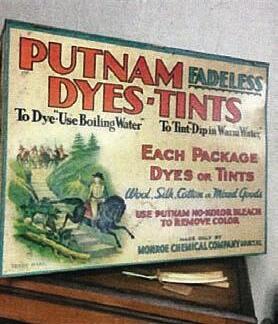 PUTNAM FADELESS
DYES-TINTS
To Dye "Use Boiling Water" To Tint-Dip in Warm Water"
EACH PACKAGE
DYES OR TINTS
Wool, Silk, Cotton or Mixed Goods
USE PUTNAM NO-KOLOR BLEACH
TO REMOVE COLOR
MADE ONLY BY
MONROE CHEMICAL COMPANY
TRADE MARK